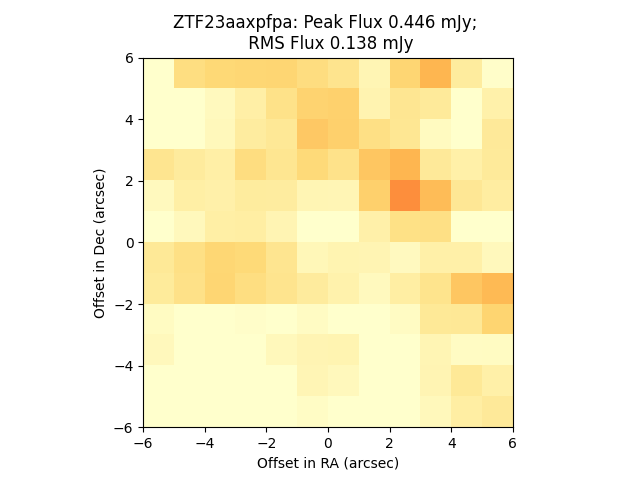 ZTF23aaxpfpa: Peak Flux 0.446 mJy;
RMS Flux 0.138 mJy
6
4
2
0
−2
−4
−6
Offset in Dec (arcsec)
−6 −4 −2 0 2 4 6
Offset in RA (arcsec)